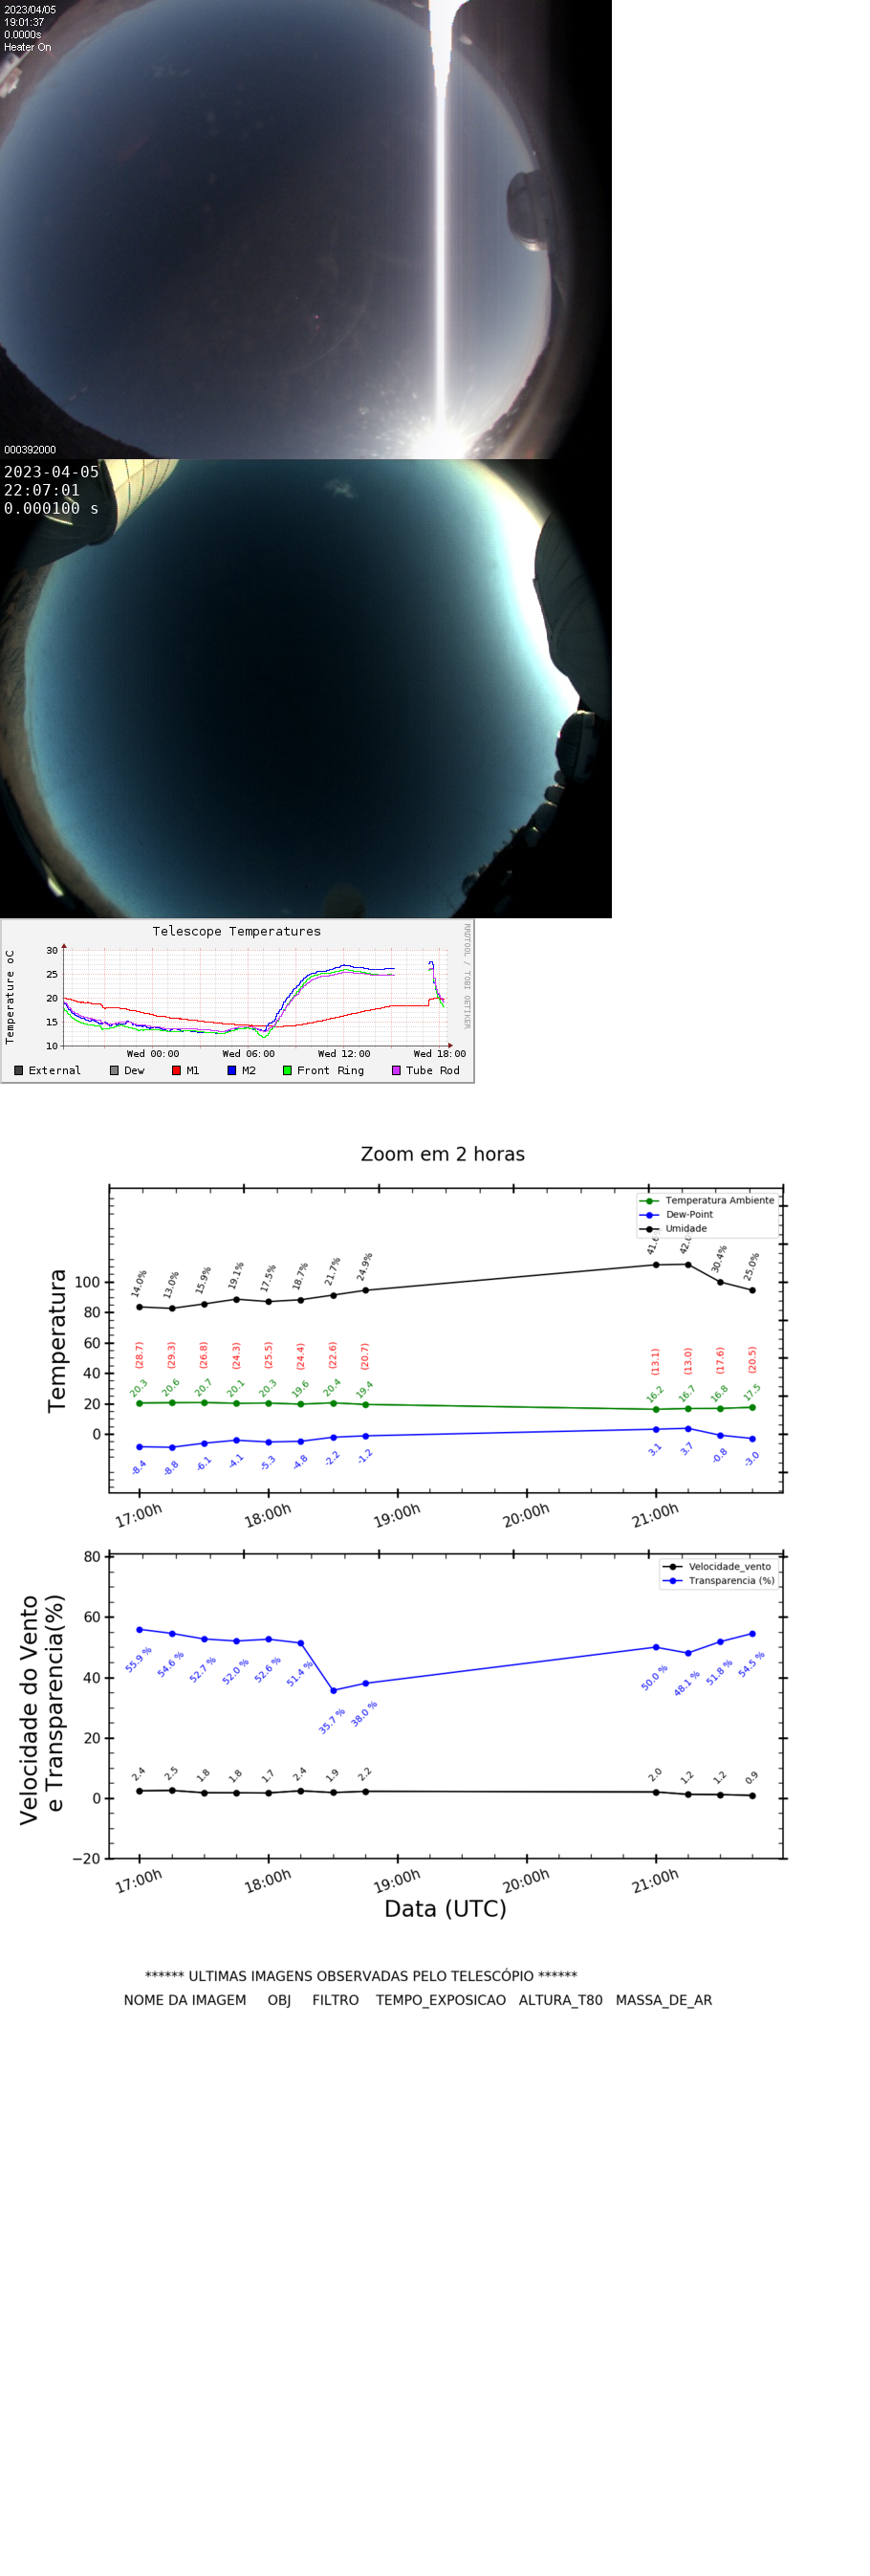 2023/04/05
19:01:37
0.0000s
Heater On
000392000
2023-04-05
22:07:01
0.000100 s
Telescope Temperatures
RRDTOOL / TOBI OETIKER
Temperature oC
30
25
20
15
10
Wed 00:00 Wed 06:00 Wed 12:00 Wed 18:00
External Dew M1 M2 Front Ring Tube Rod
Zoom em 2 horas
Temperatura Ambiente
Dew-Point
Umidade
Temperatura
100
80
60
40
20
0
14.0% 13.0% 15.9% 19.1% 17.5% 18.7% 21.7% 24.9% 30.4% 25.0%
(28.7) (29.3) (26.8) (24.3) (25.5) (24.4) (22.6) (20.7) (13.1) (13.0) (17.6) (20.5)
20.3 20.6 20.7 20.1 20.3 19.6 20.4 19.4 16.2 16.7 16.8 17.5
-8.4 -8.8 -6.1 -4.1 -5.3 -4.8 -2.2 -1.2 3.1 3.7 -0.8 -3.0
17:00h 18:00h 19:00h 20:00h 21:00h
Velocidade_vento
Transparencia (%)
Velocidade do Vento
e Transparencia(%)
80
60
40
20
0
−20
55.9 % 54.6 % 52.7 % 52.0 % 52.6 % 51.4 % 35.7 % 38.0 % 50.0 % 48.1 % 51.8 % 54.5 %
2.4 2.5 1.8 1.8 1.7 2.4 1.9 2.2 2.0 1.2 1.2 0.9
17:00h 18:00h 19:00h 20:00h 21:00h
Data (UTC)
****** ULTIMAS IMAGENS OBSERVADAS PELO TELESCÓPIO ******
NOME DA IMAGEM OBJ FILTRO TEMPO_EXPOSICAO ALTURA_T80 MASSA_DE_AR